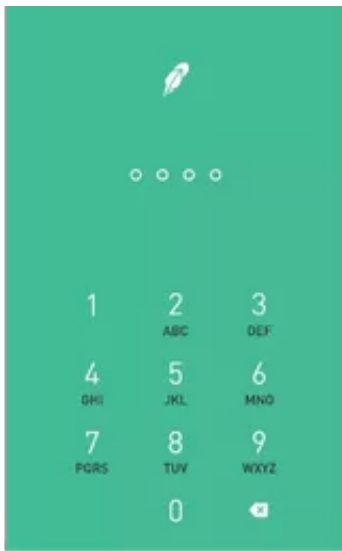 1 2 3
ABC DEF
4 5 6
GHI JKL MNO
7 8 9
PQRS TUV WXYZ
0